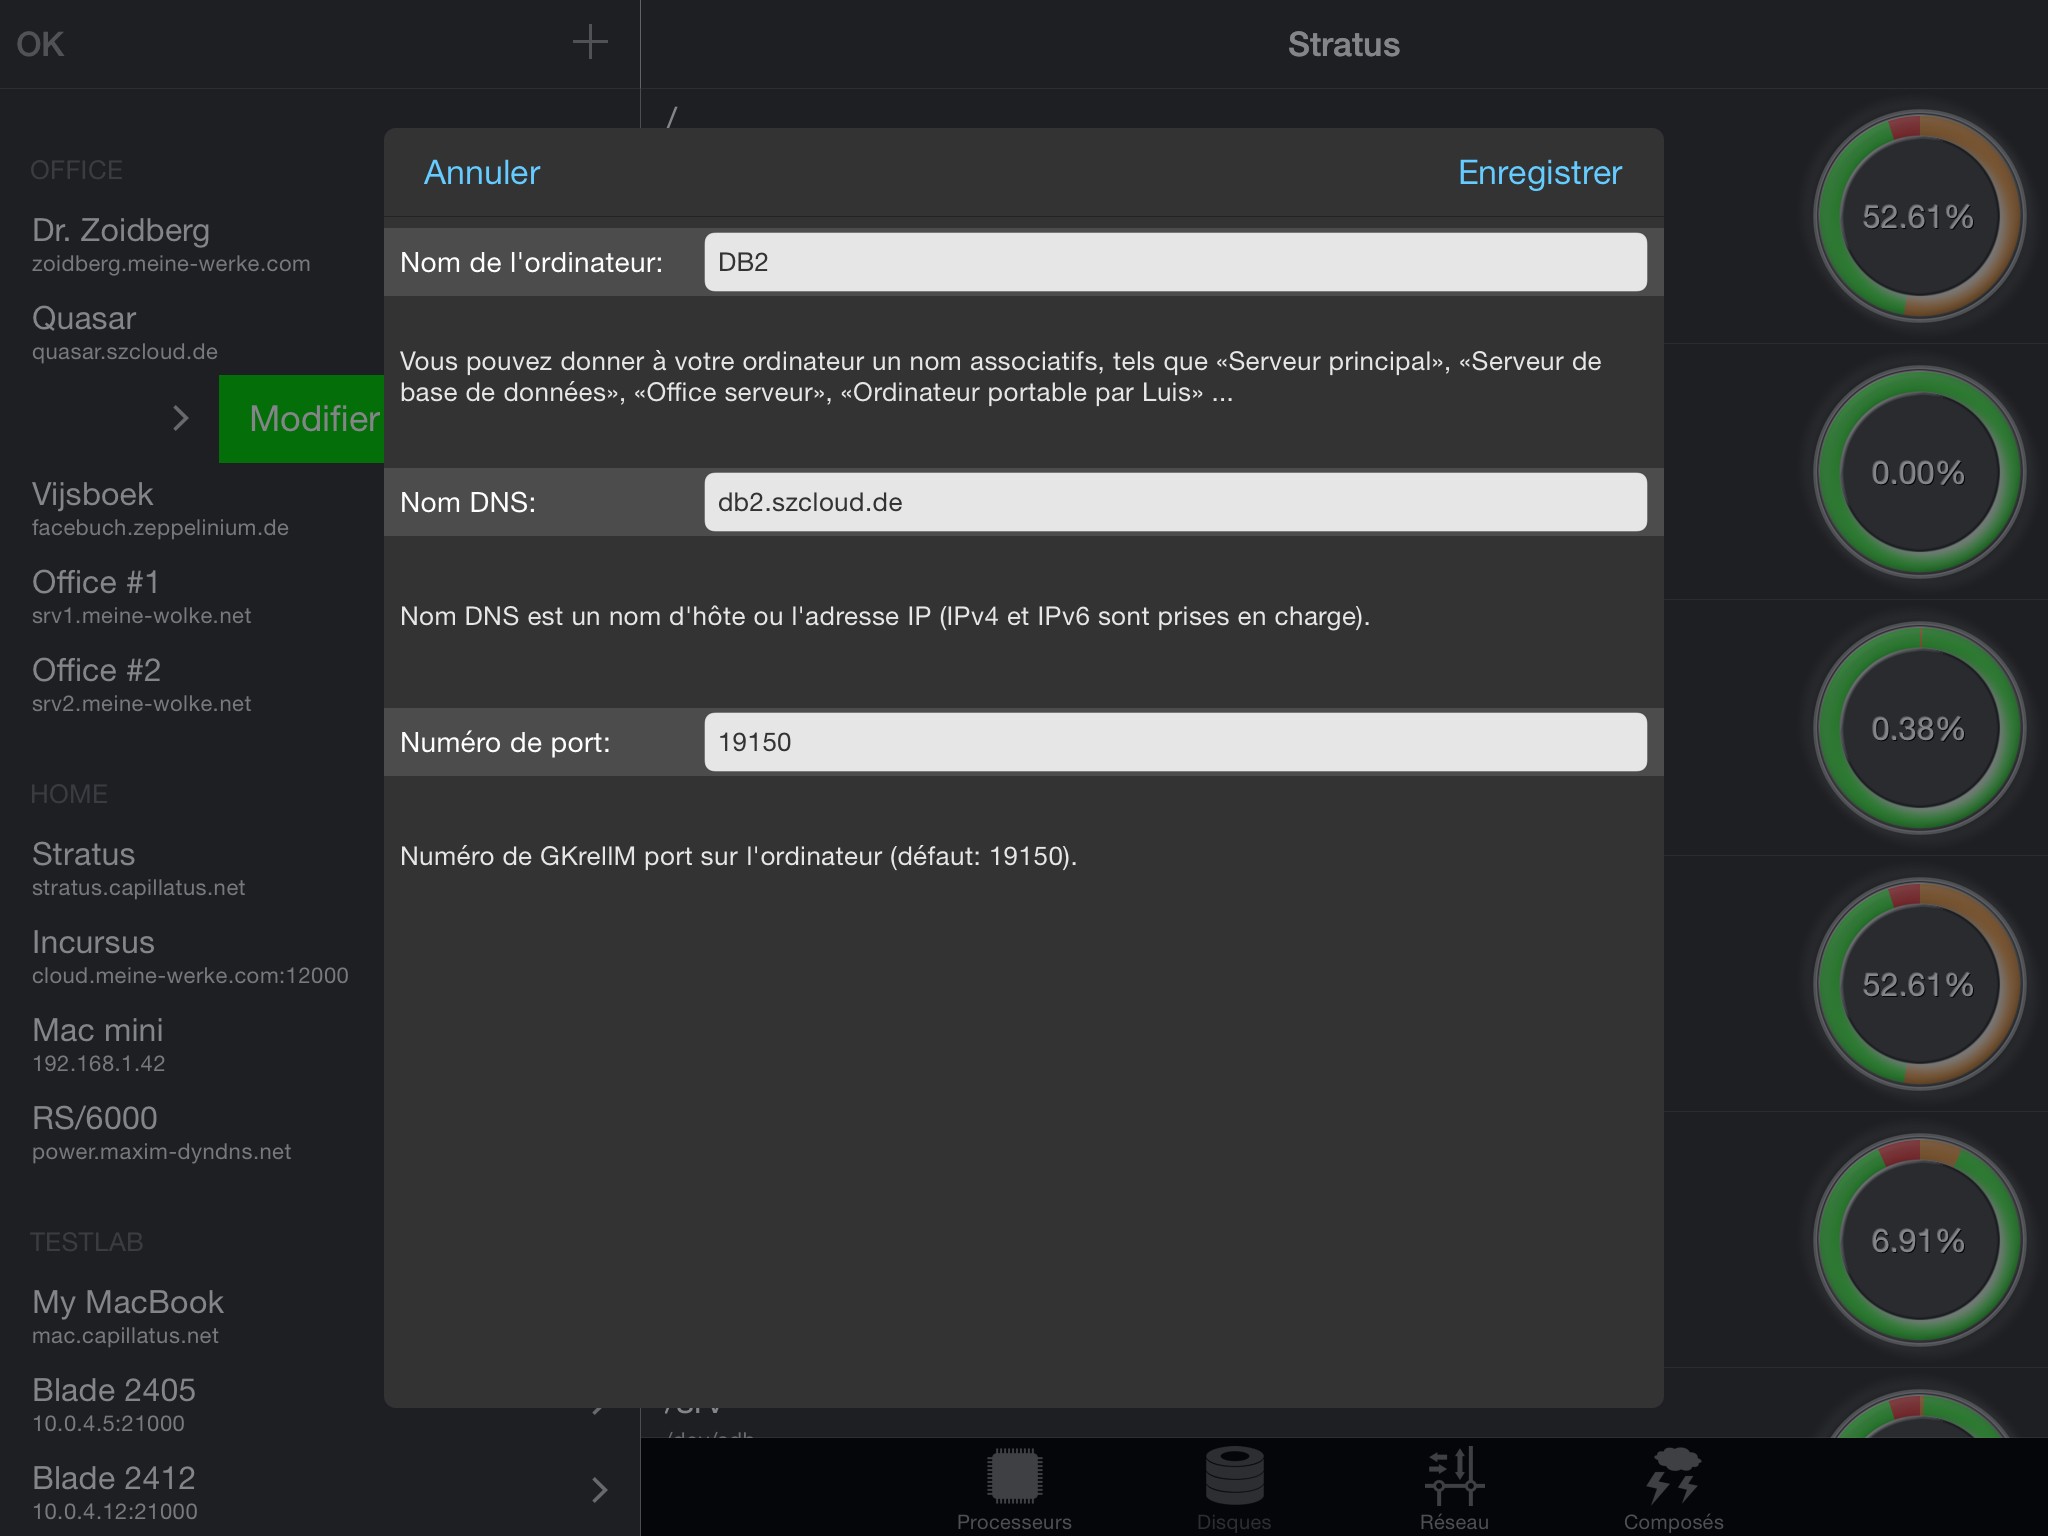 OK
Stratus
OFFICE
Dr. Zoidberg
zoidberg.meine-werke.com
Quasar
quasar.szcloud.de
Modifier
Vijsboek
facebuch.zeppelinium.de
Office #1
srv1.meine-wolke.net
Office #2
srv2.meine-wolke.net
HOME
Stratus
stratus.capillatus.net
Incursus
cloud.meine-werke.com:12000
Mac mini
192.168.1.42
RS/6000
power.maxim-dyndns.net
TESTLAB
My MacBook
mac.capillatus.net
Blade 2405
10.0.4.5:21000
Blade 2412
10.0.4.12:21000
/
Annuler
Enregistrer
Nom de l'ordinateur:
DB2
Vous pouvez donner à votre ordinateur un nom associatifs, tels que «Serveur principal», «Serveur de
base de données», «Office serveur», «Ordinateur portable par Luis» ...
Nom DNS:
db2.szcloud.de
Nom DNS est un nom d'hôte ou l'adresse IP (IPv4 et IPv6 sont prises en charge).
Numéro de port:
19150
Numéro de GKrellM port sur l'ordinateur (défaut: 19150).
52.61%
0.00%
0.38%
52.61%
6.91%
Processeurs
Disques
Réseau
Composés